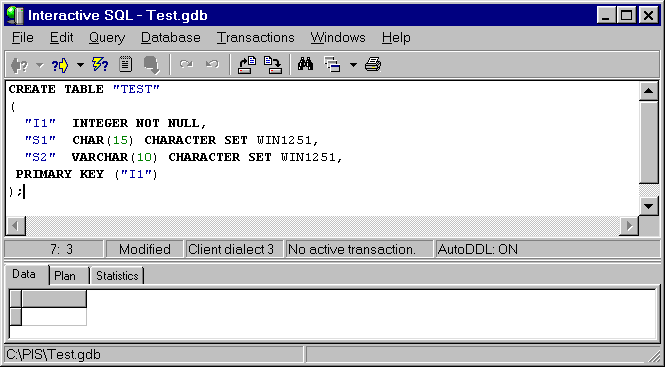 Interactive SQL - Test.gdb
File Edit Query Database Transactions Windows Help
CREATE TABLE "TEST"
(
"I1" INTEGER NOT NULL,
"S1" CHAR(15) CHARACTER SET WIN1251,
"S2" VARCHAR(10) CHARACTER SET WIN1251,
PRIMARY KEY ("I1")
);
7: 3 Modified Client dialect 3 No active transaction. AutoDDL: ON
Data Plan Statistics
C:\PIS\Test.gdb